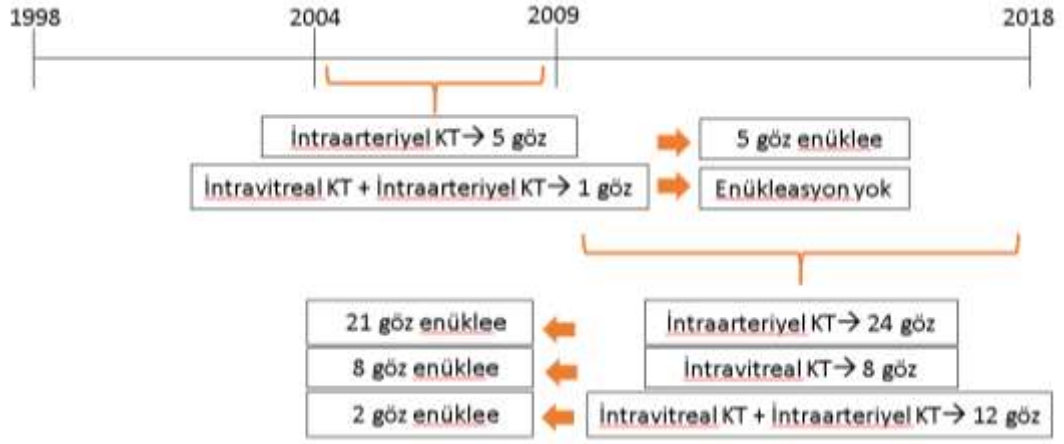 1998 2004 2009 2018
İntraarteriyel KT→ 5 göz 5 göz enüklee
İntravitreal KT + İntraarteriyel KT→ 1 göz Enükleasyon yok
21 göz enüklee İntraarteriyel KT→ 24 göz
8 göz enüklee İntravitreal KT→ 8 göz
2 göz enüklee İntravitreal KT + İntraarteriyel KT→ 12 göz